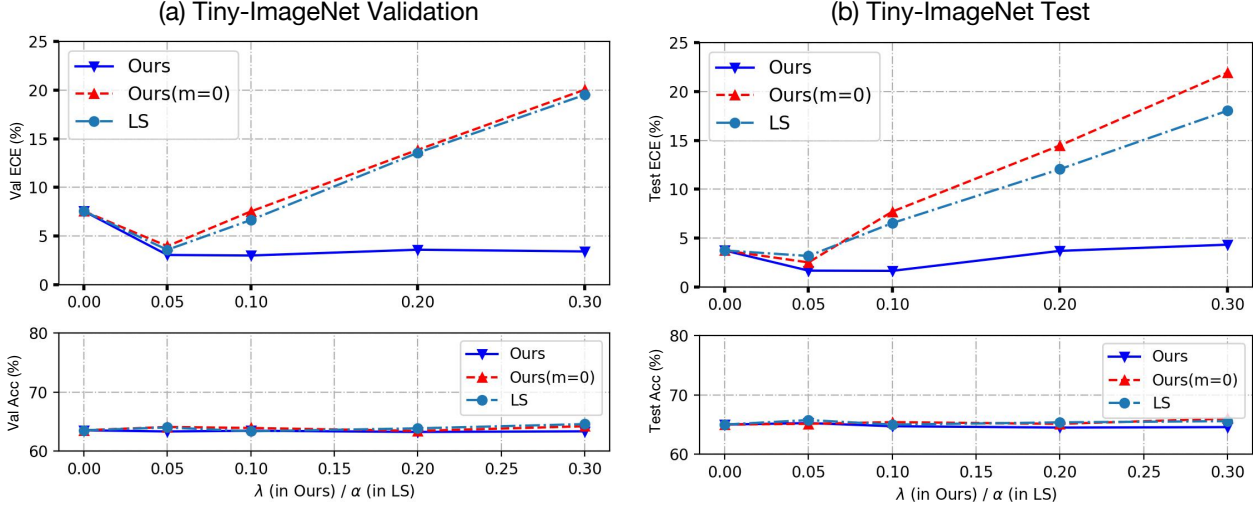 (a) Tiny-ImageNet Validation
25
20
15
10
5
0
Val ECE (%)
Ours
Ours(m=0)
LS
0.00 0.05 0.10 0.20 0.30
80
70
60
Val Acc (%)
Ours
Ours(m=0)
LS
0.00 0.05 0.10 0.15 0.20 0.25 0.30
λ (in Ours) / α (in LS)
(b) Tiny-ImageNet Test
25
20
15
10
5
0
Test ECE (%)
Ours
Ours(m=0)
LS
0.00 0.05 0.10 0.20 0.30
80
70
60
Test Acc (%)
Ours
Ours(m=0)
LS
0.00 0.05 0.10 0.15 0.20 0.25 0.30
λ (in Ours) / α (in LS)